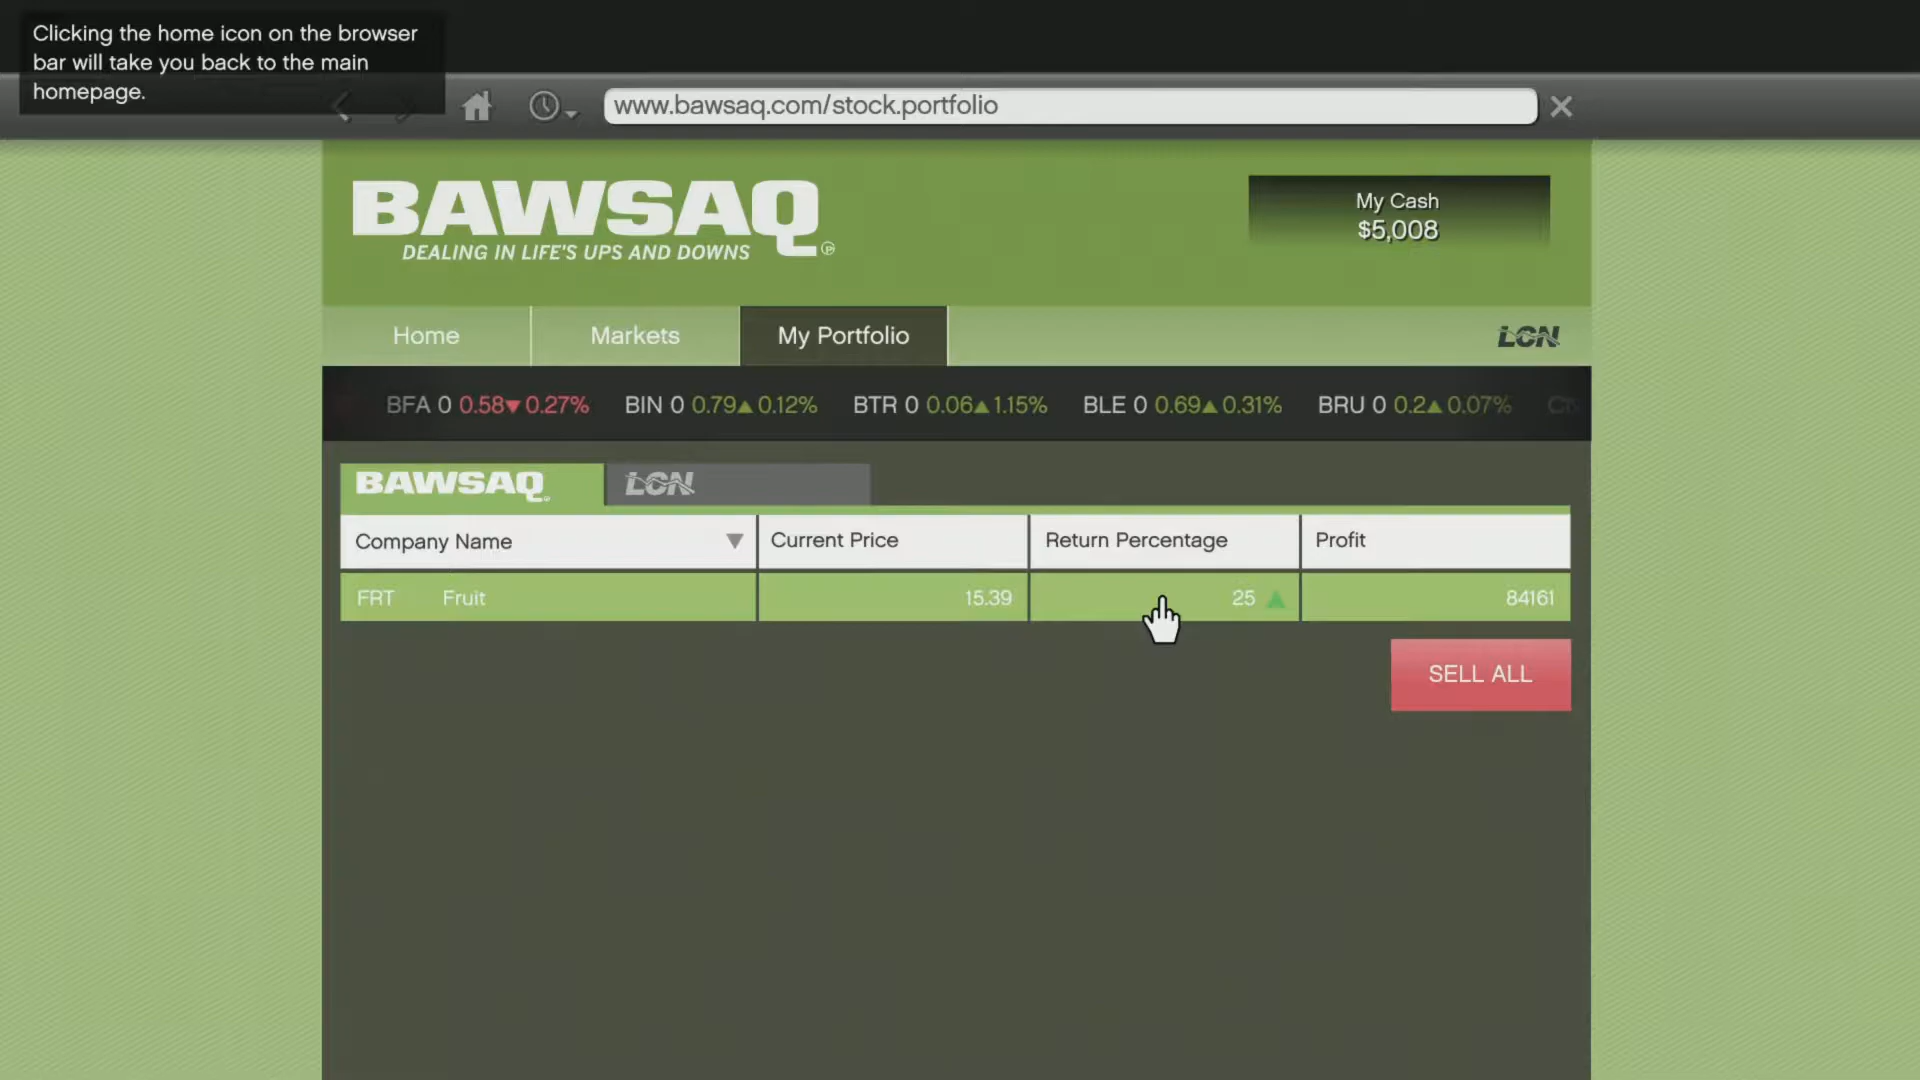 Clicking the home icon on the browser
bar will take you back to the main
homepage.
www.bawsaq.com/stock.portfolio
BAWSAQ
DEALING IN LIFE'S UPS AND DOWNS
My Cash
$5,008
Home Markets My Portfolio LCN
BFA 0 0.58▼0.27% BIN 0 0.79▲0.12% BTR 0 0.06▲1.15% BLE 0 0.69▲0.31% BRU 0 0.2▲0.07%
BAWSAQ LCN
Company Name ▼ Current Price Return Percentage Profit
FRT Fruit 15.39 25 ▲ 84161
SELL ALL